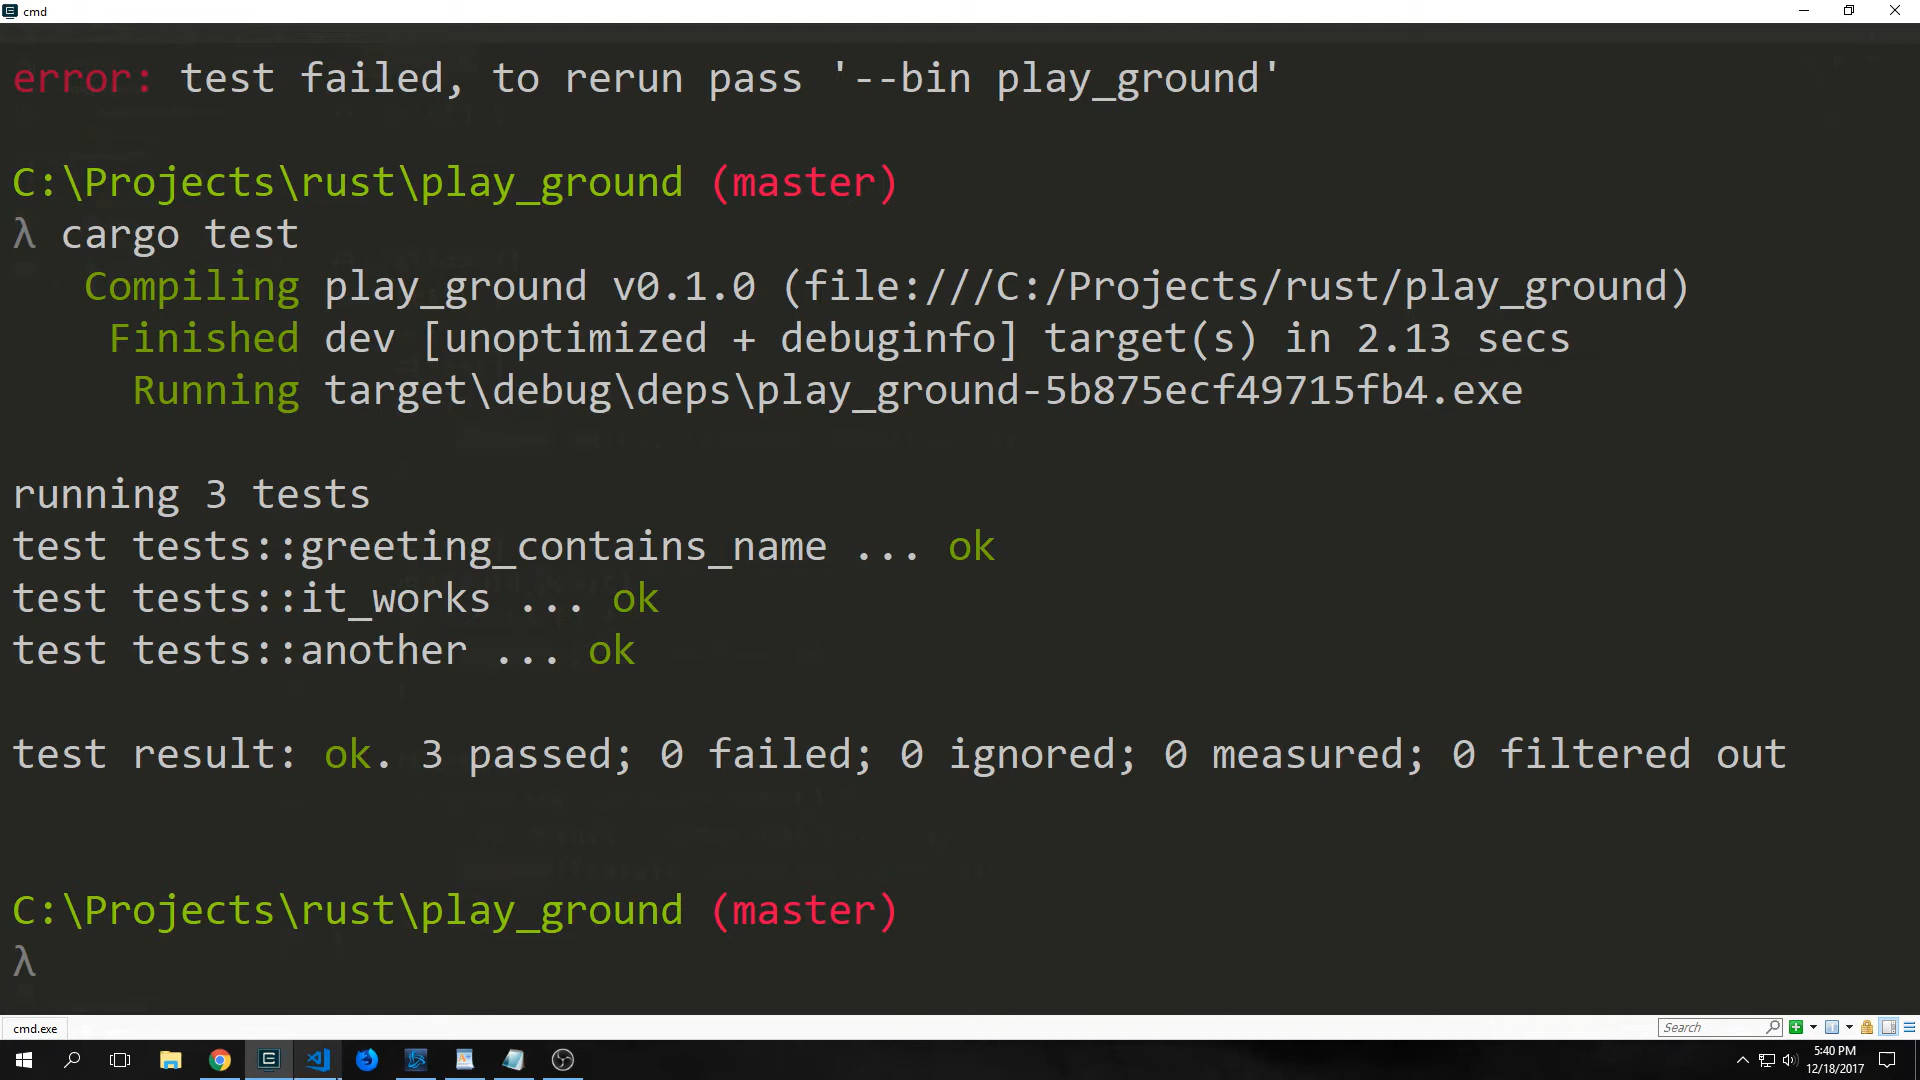 cmd
error: test failed, to rerun pass '--bin play_ground'
C:\Projects\rust\play_ground (master)
λ cargo test
Compiling play_ground v0.1.0 (file:///C:/Projects/rust/play_ground)
Finished dev [unoptimized + debuginfo] target(s) in 2.13 secs
Running target\debug\deps\play_ground-5b875ecf49715fb4.exe
running 3 tests
test tests::greeting_contains_name ... ok
test tests::it_works ... ok
test tests::another ... ok
test result: ok. 3 passed; 0 failed; 0 ignored; 0 measured; 0 filtered out
C:\Projects\rust\play_ground (master)
λ
cmd.exe
Search
5:40 PM
12/18/2017